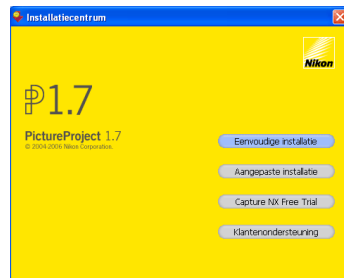 Installatiecentrum
Nikon
P1.7
PictureProject 1.7
© 2004-2006 Nikon Corporation.
Eenvoudige installatie
Aangepaste installatie
Capture NX Free Trial
Klantenondersteuning